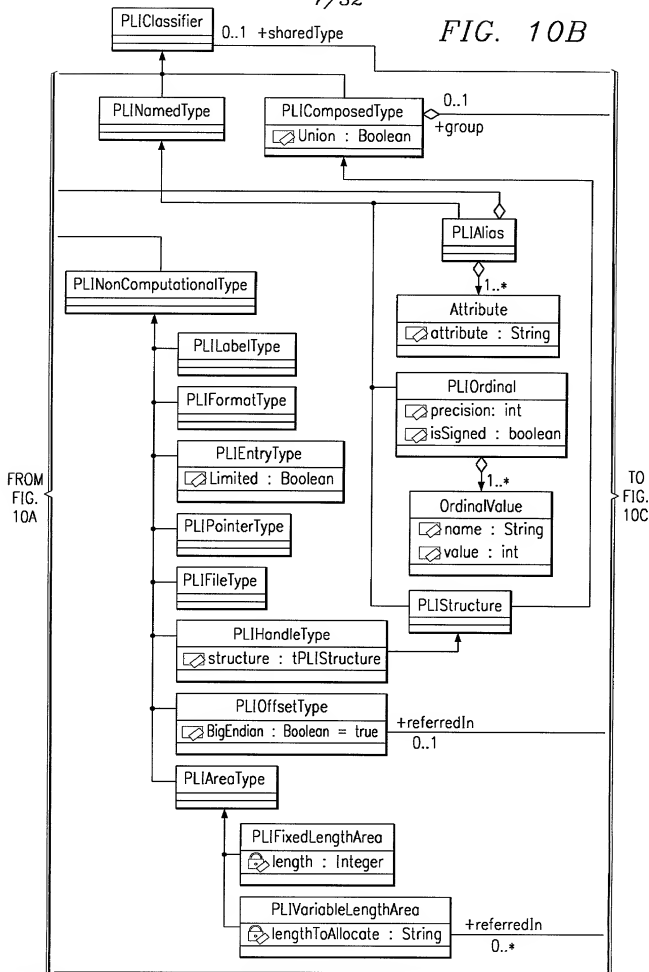 7/32
FIG. 10B
PLIClassifier
0..1 +sharedType
PLINamedType
PLIComposedType
Union : Boolean
0..1
+group
PLIAlias
1..*
Attribute
attribute : String
PLINonComputationalType
PLILabelType
PLIFormatType
PLIEntryType
Limited : Boolean
PLIPointerType
PLIFileType
PLIHandleType
structure : tPLIStructure
PLIOffsetType
BigEndian : Boolean = true
+referredIn
0..1
PLIAreaType
PLIFixedLengthArea
length : Integer
PLIVariableLengthArea
lengthToAllocate : String
+referredIn
0..*
PLIOrdinal
precision: int
isSigned : boolean
1..*
OrdinalValue
name : String
value : int
PLIStructure
FROM
FIG.
10A
TO
FIG.
10C